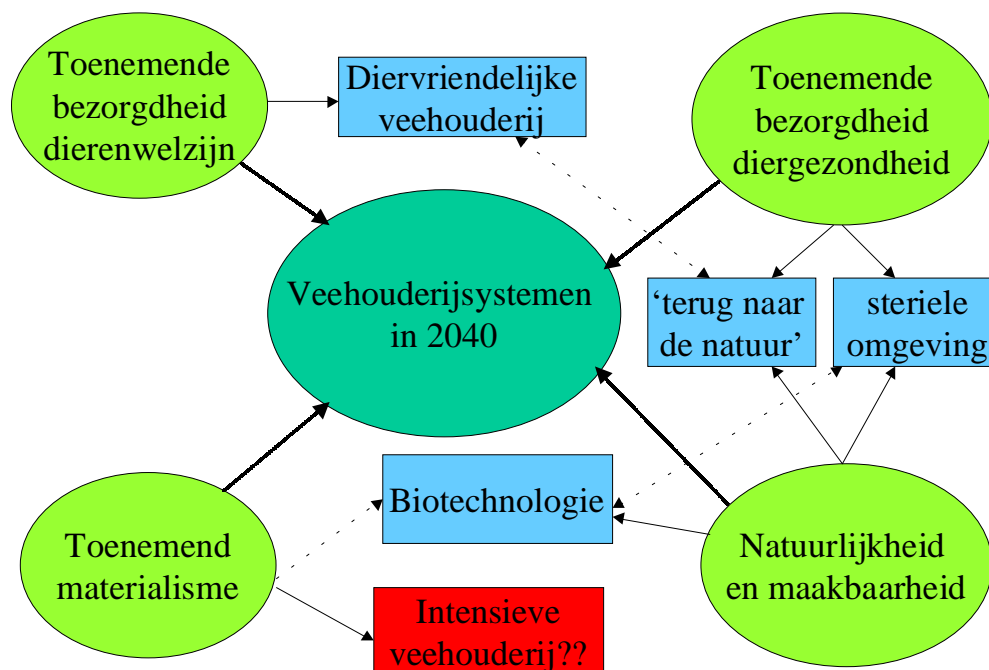 Toenemende
bezorgdheid
dierenwelzijn
Diervriendelijke
veehouderij
Toenemende
bezorgdheid
diergezondheid
Veehouderijsystemen
in 2040
‘terug naar
de natuur’
steriele
omgeving
Biotechnologie
Toenemend
materialisme
Natuurlijkheid
en maakbaarheid
Intensieve
veehouderij??